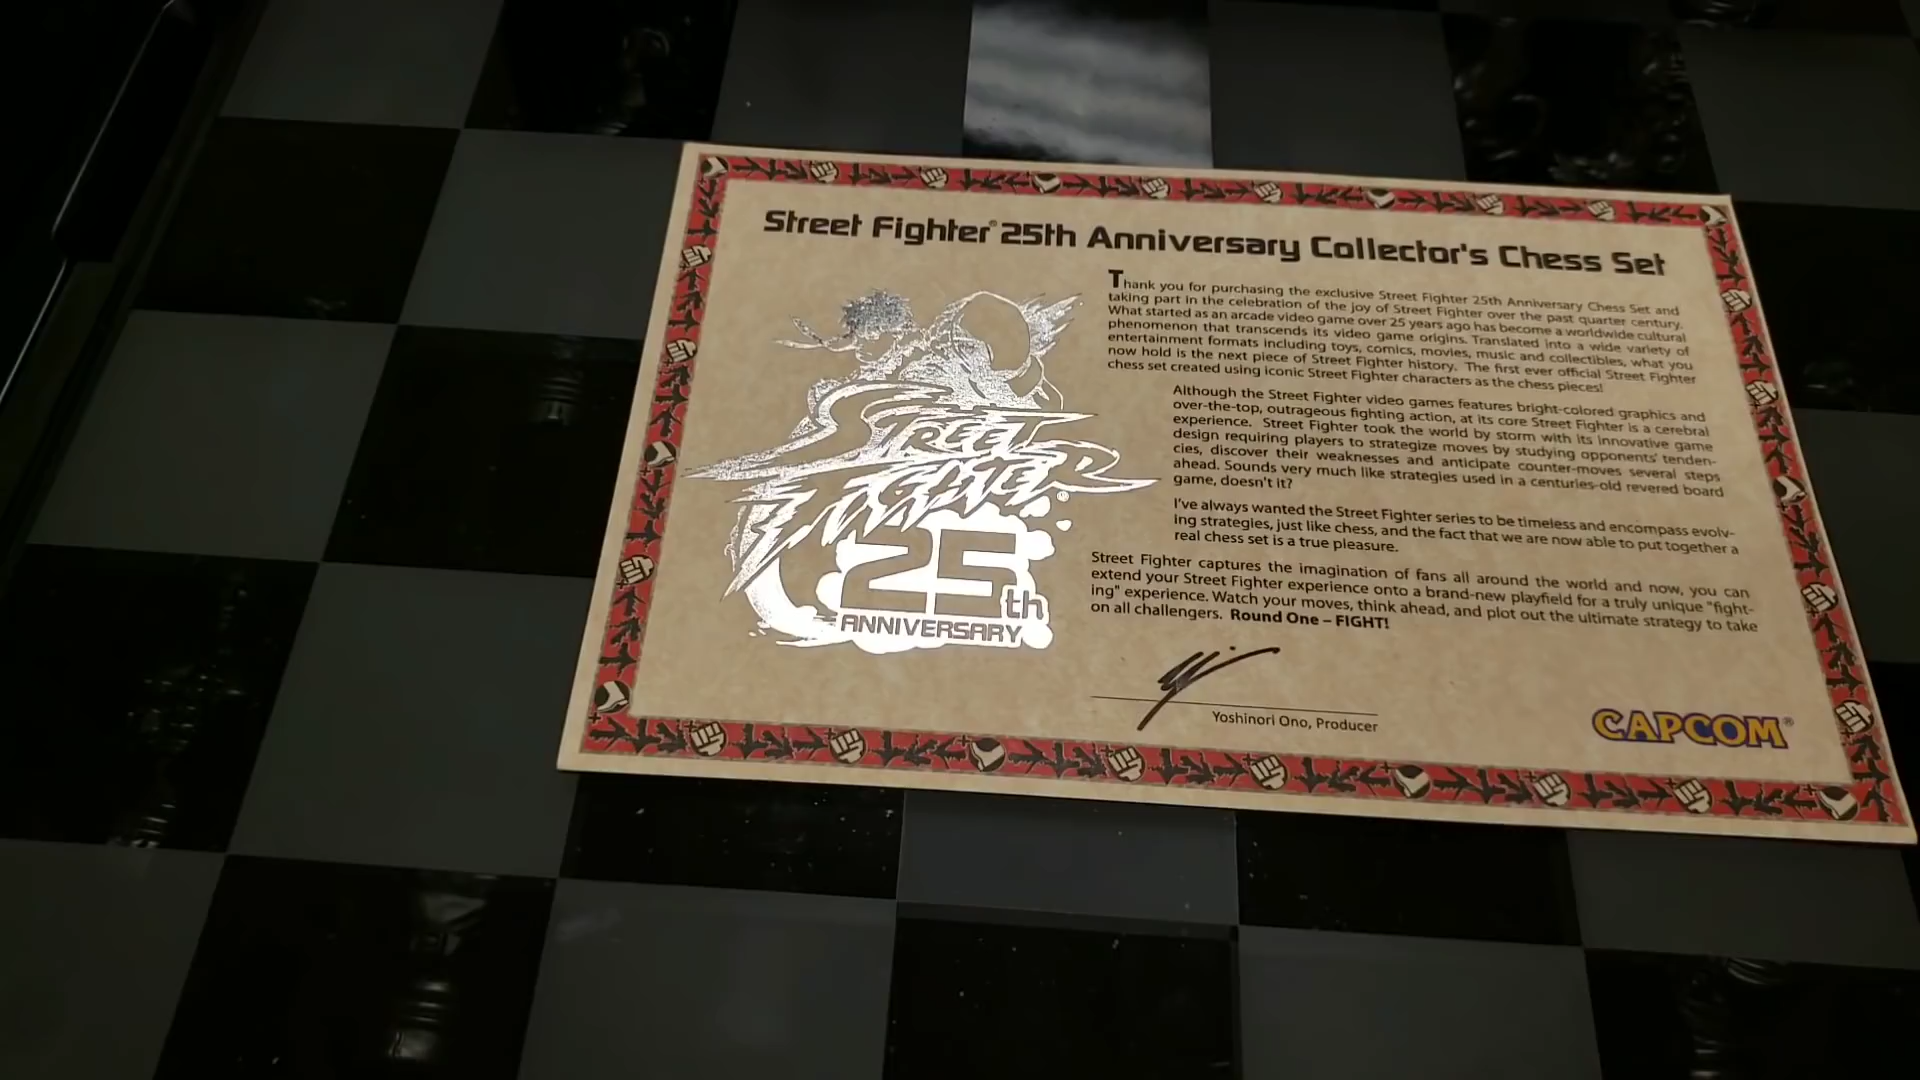 Street Fighter® 25th Anniversary Collector's Chess Set
Thank you for purchasing the exclusive Street Fighter 25th Anniversary Chess Set and
taking part in the celebration of the joy of Street Fighter over the past quarter century.
What started as an arcade video game over 25 years ago has become a worldwide cultural
phenomenon that transcends its video game origins. Translated into a wide variety of
entertainment formats including toys, comics, movies, music and collectibles, what you
now hold is the next piece of Street Fighter history. The first ever official Street Fighter
chess set created using iconic Street Fighter characters as the chess pieces!
Although the Street Fighter video games features bright-colored graphics and
over-the-top, outrageous fighting action, at its core Street Fighter is a cerebral
experience. Street Fighter took the world by storm with its innovative game
design requiring players to strategize moves by studying opponents' tenden-
cies, discover their weaknesses and anticipate counter-moves several steps
ahead. Sounds very much like strategies used in a centuries-old revered board
game, doesn't it?
I've always wanted the Street Fighter series to be timeless and encompass evolv-
ing strategies, just like chess, and the fact that we are now able to put together a
real chess set is a true pleasure.
Street Fighter captures the imagination of fans all around the world and now, you can
extend your Street Fighter experience onto a brand-new playfield for a truly unique "fight-
ing" experience. Watch your moves, think ahead, and plot out the ultimate strategy to take
on all challengers. Round One – FIGHT!
STREET
FIGHTER®
25th
ANNIVERSARY
Yoshinori Ono, Producer
CAPCOM®